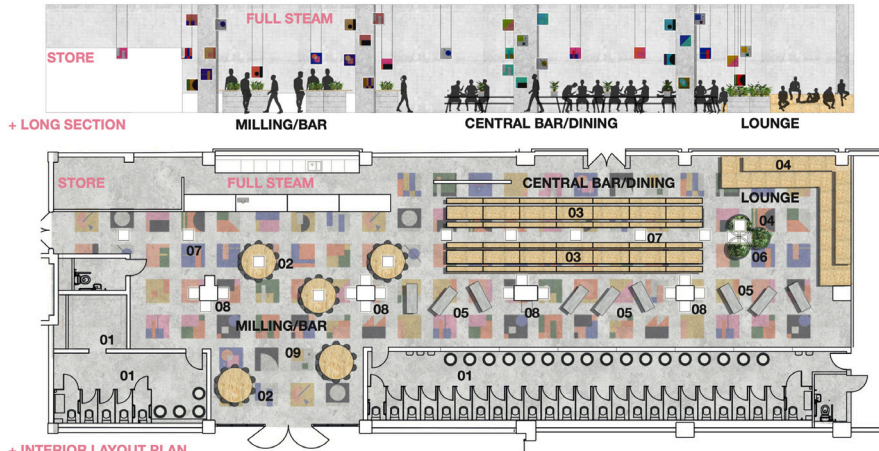 FULL STEAM
STORE
+ LONG SECTION
MILLING/BAR
CENTRAL BAR/DINING
LOUNGE
STORE
FULL STEAM
CENTRAL BAR/DINING
04
LOUNGE
03
04
07
07
02
03
06
08
08
05
08
05
08
05
MILLING/BAR
01
09
01
02
01
+ INTERIOR LAYOUT PLAN